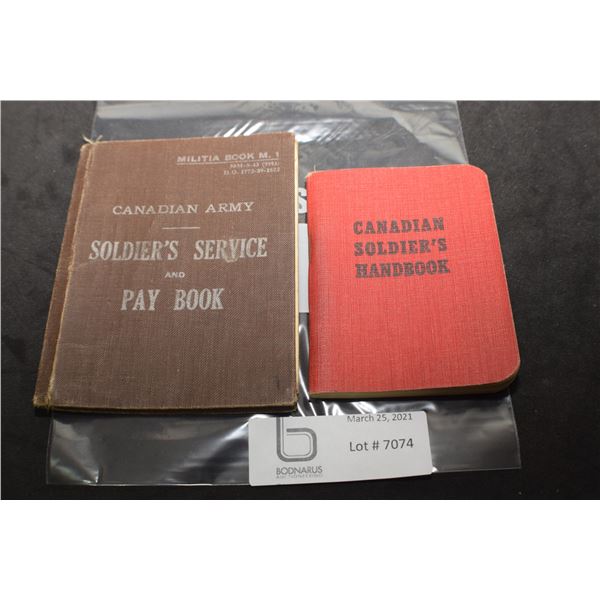 MILITIA BOOK M. 1
CANADIAN ARMY
SOLDIER'S SERVICE
AND
PAY BOOK
S
CANADIAN
SOLDIER'S
HANDBOOK
March 25, 2021
Lot # 7074
BODNARUS
AUCTIONEERING